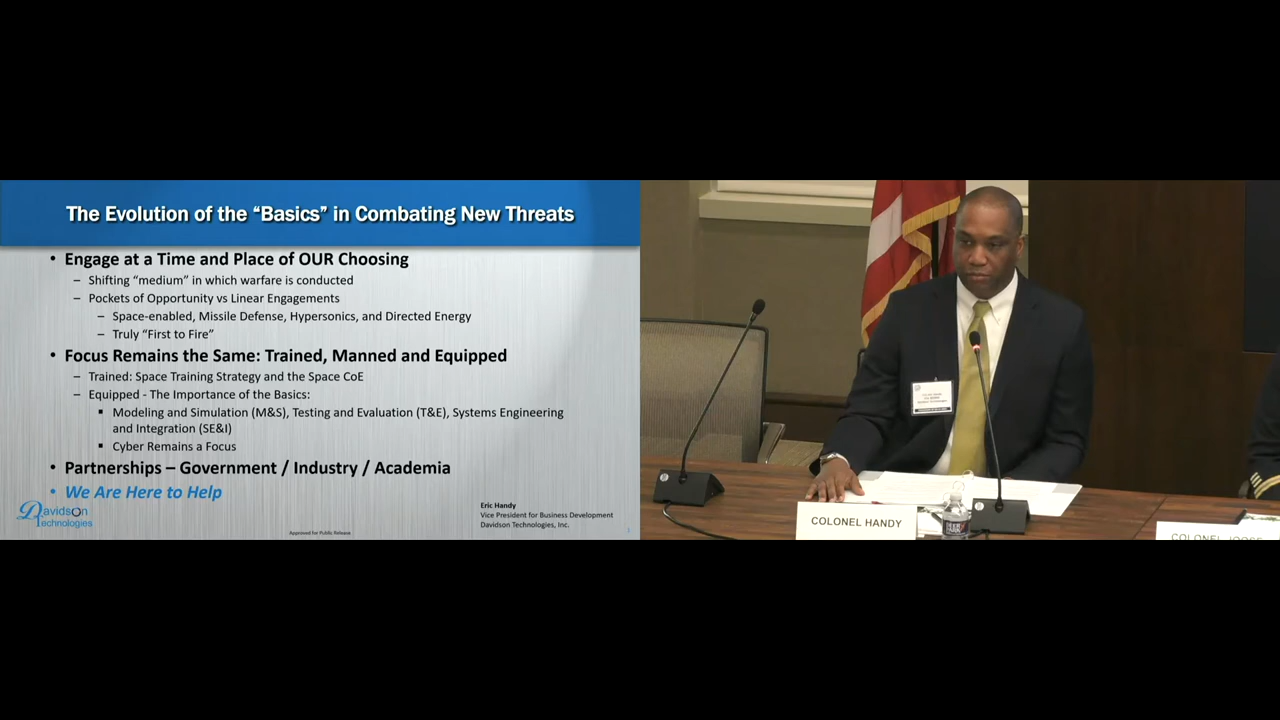 The Evolution of the “Basics” in Combating New Threats
• Engage at a Time and Place of OUR Choosing
– Shifting “medium” in which warfare is conducted
– Pockets of Opportunity vs Linear Engagements
– Space-enabled, Missile Defense, Hypersonics, and Directed Energy
– Truly “First to Fire”
• Focus Remains the Same: Trained, Manned and Equipped
– Trained: Space Training Strategy and the Space CoE
– Equipped - The Importance of the Basics:
▪ Modeling and Simulation (M&S), Testing and Evaluation (T&E), Systems Engineering
and Integration (SE&I)
▪ Cyber Remains a Focus
• Partnerships – Government / Industry / Academia
• We Are Here to Help
Davidson
Technologies
Eric Handy
Vice President for Business Development
Davidson Technologies, Inc.
Approved for Public Release
COLONEL HANDY
COLONEL